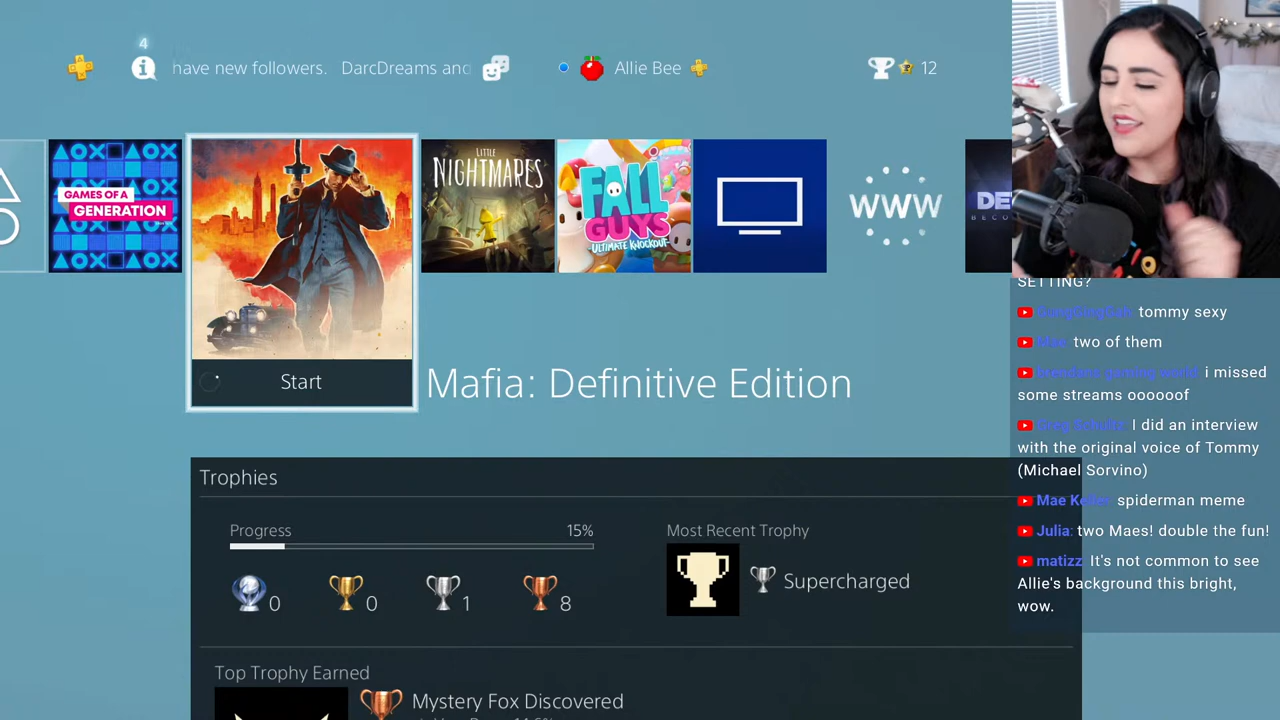 4
have new followers. DarcDreams and
Allie Bee
12
GAMES OF A
GENERATION
LITTLE
NIGHTMARES
FALL
GUYS
ULTIMATE KNOCKOUT
WWW
Start
Mafia: Definitive Edition
Trophies
Progress
15%
0
0
1
8
Most Recent Trophy
Supercharged
Top Trophy Earned
Mystery Fox Discovered
SETTING?
tommy sexy
two of them
i missed
some streams oooooof
I did an interview
with the original voice of Tommy
(Michael Sorvino)
Mae spiderman meme
Julia: two Maes! double the fun!
matizz: It's not common to see
Allie's background this bright,
wow.